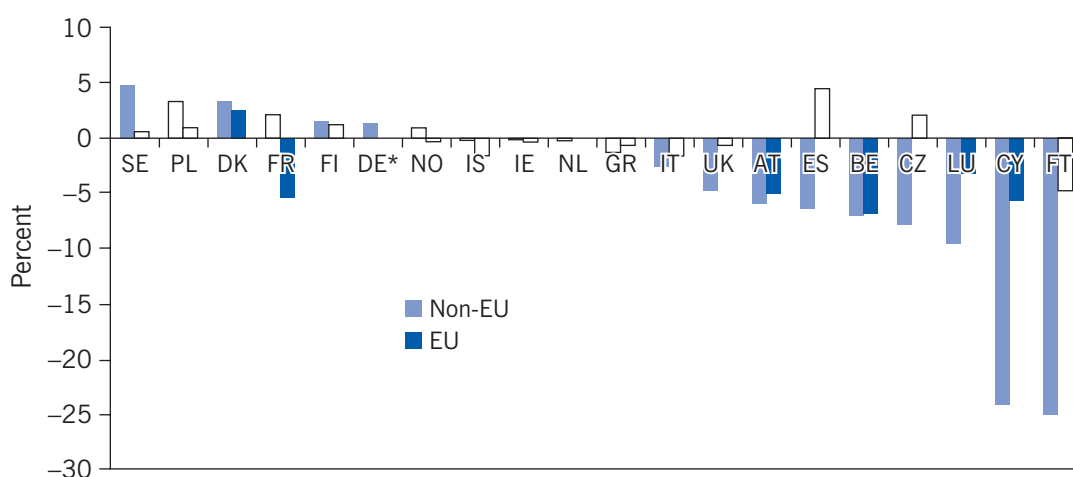 10
5
0
−5
−10
−15
−20
−25
−30
Percent
SE PL DK FR FI DE* NO IS IE NL GR IT UK AT ES BE CZ LU CY FT
Non-EU
EU